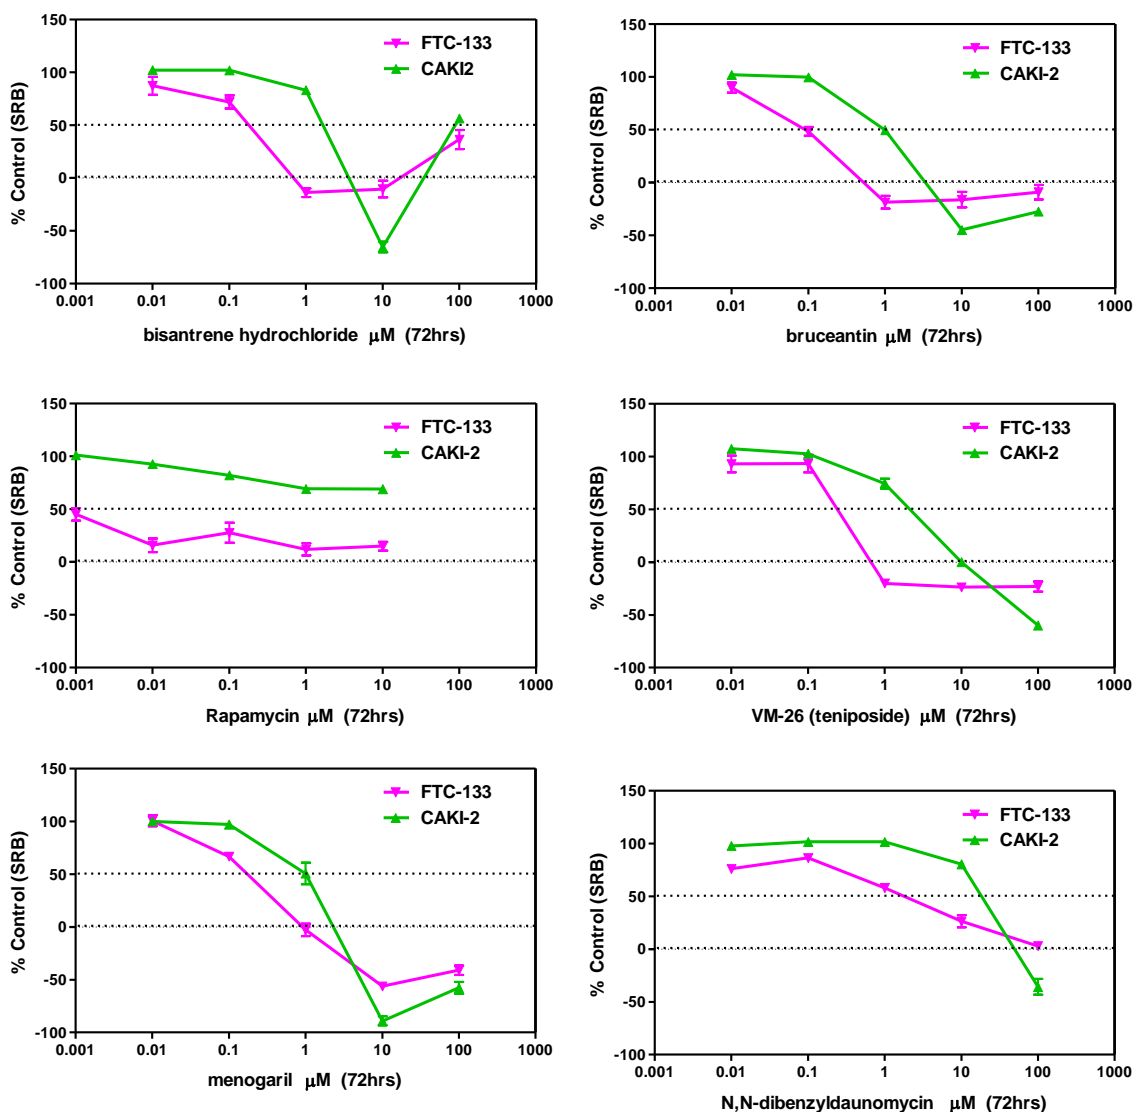 150
100
50
0
-50
-100
% Control (SRB)
FTC-133
CAKI2
0.001 0.01 0.1 1 10 100 1000
bisantrene hydrochloride μM (72hrs)
150
100
50
0
-50
-100
% Control (SRB)
FTC-133
CAKI-2
0.001 0.01 0.1 1 10 100 1000
bruceantin μM (72hrs)
150
100
50
0
-50
-100
% Control (SRB)
FTC-133
CAKI-2
0.001 0.01 0.1 1 10 100 1000
Rapamycin μM (72hrs)
150
100
50
0
-50
-100
% Control (SRB)
FTC-133
CAKI-2
0.001 0.01 0.1 1 10 100 1000
VM-26 (teniposide) μM (72hrs)
150
100
50
0
-50
-100
% Control (SRB)
FTC-133
CAKI-2
0.001 0.01 0.1 1 10 100 1000
menogaril μM (72hrs)
150
100
50
0
-50
-100
% Control (SRB)
FTC-133
CAKI-2
0.001 0.01 0.1 1 10 100 1000
N,N-dibenzyldaunomycin μM (72hrs)